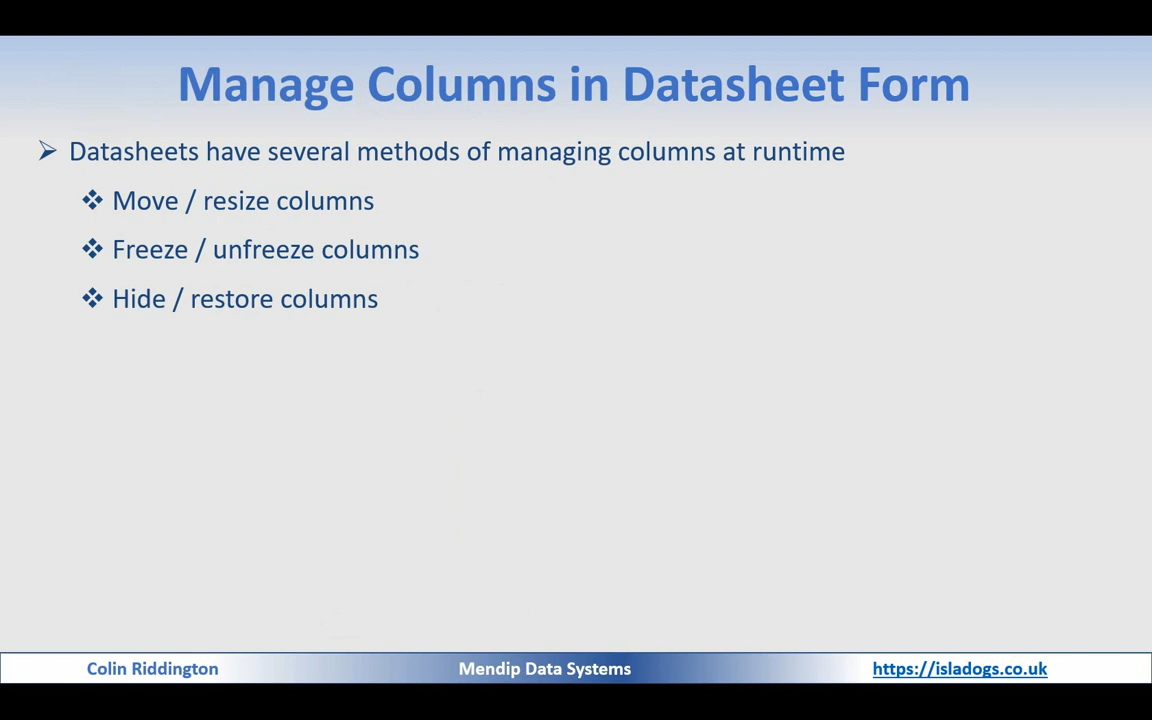 Manage Columns in Datasheet Form
➢ Datasheets have several methods of managing columns at runtime
❖ Move / resize columns
❖ Freeze / unfreeze columns
❖ Hide / restore columns
Colin Riddington Mendip Data Systems https://isladogs.co.uk